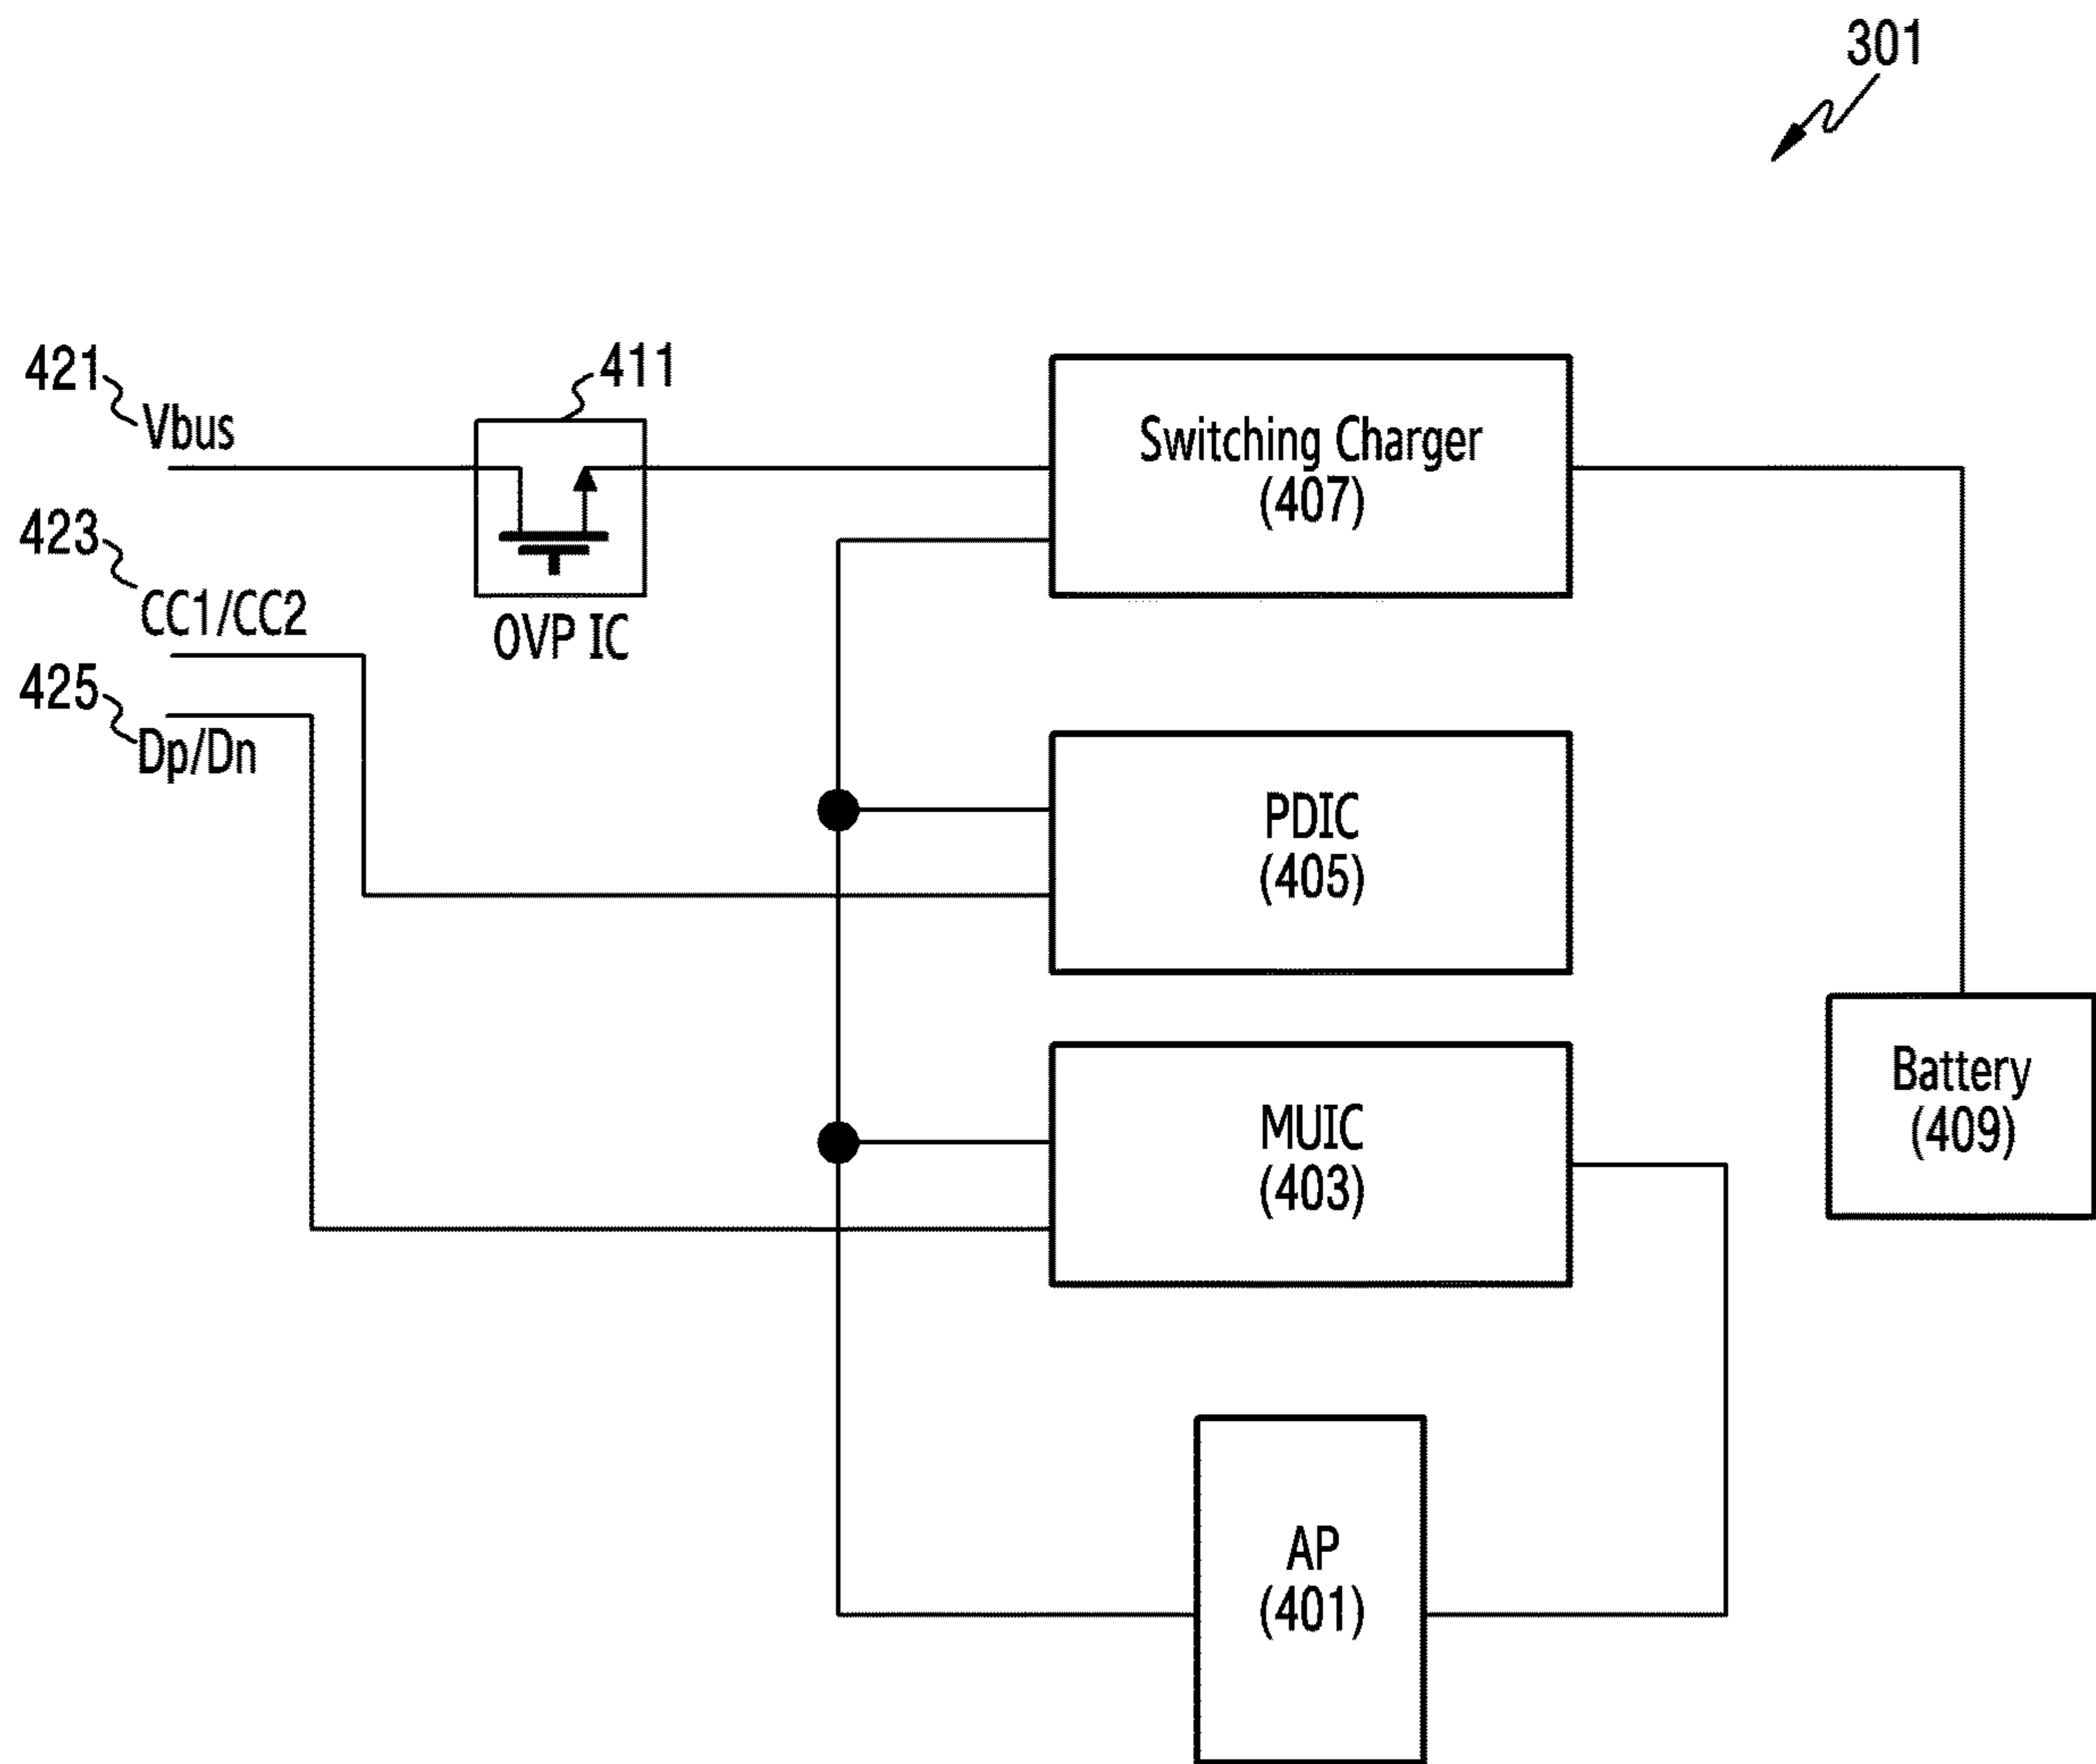 301
421
Vbus
411
Switching Charger
(407)
423
CC1/CC2
OVP IC
425
Dp/Dn
PDIC
(405)
Battery
(409)
MUIC
(403)
AP
(401)